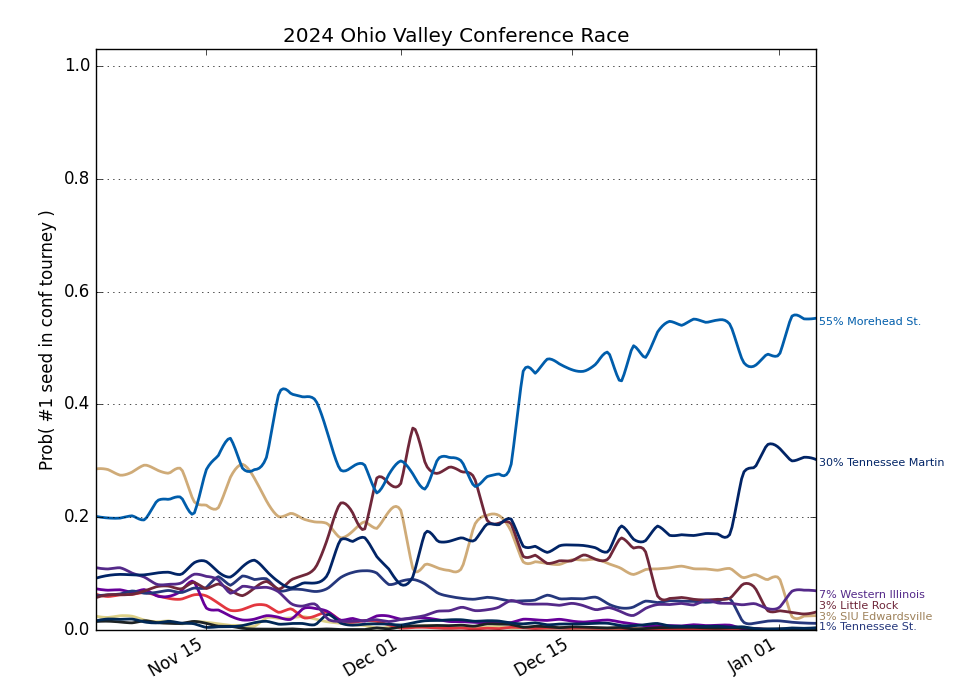 2024 Ohio Valley Conference Race
Prob( #1 seed in conf tourney )
1.0
0.8
0.6
0.4
0.2
0.0
55% Morehead St.
30% Tennessee Martin
7% Western Illinois
3% Little Rock
3% SIU Edwardsville
1% Tennessee St.
Nov 15
Dec 01
Dec 15
Jan 01